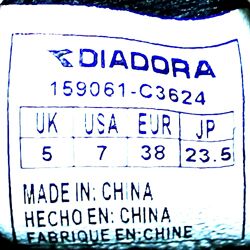 DIADORA
159061-C3624
UK USA EUR JP
5 7 38 23.5
MADE IN: CHINA
HECHO EN: CHINA
FABRIQUE EN: CHINE